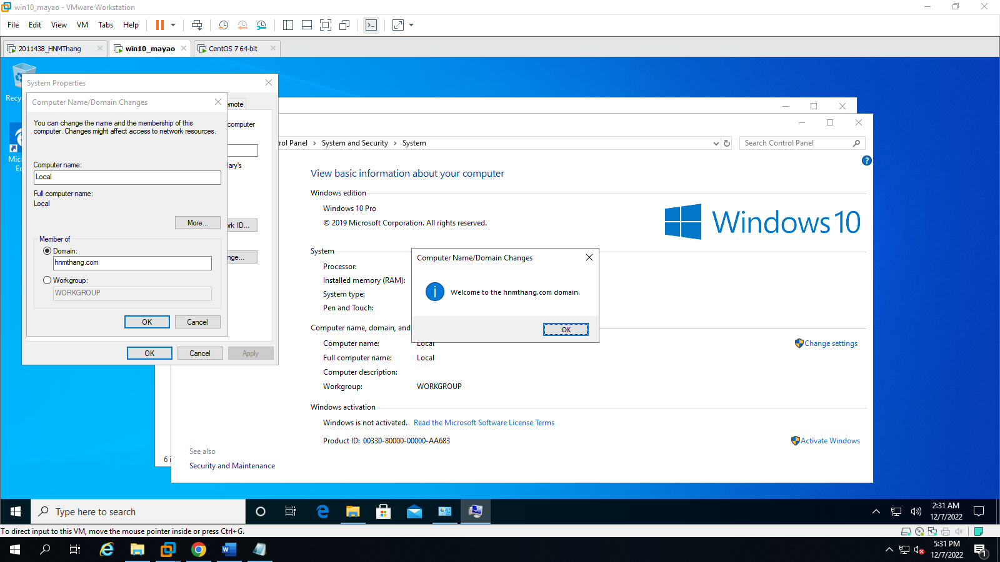 win10_mayao - VMware Workstation
File Edit View VM Tabs Help
2011438_HNMThang win10_mayao CentOS 7 64-bit
System Properties
Computer Name/Domain Changes
emote
You can change the name and the membership of this
computer. Changes might affect access to network resources.
computer
Computer name:
Local
lary's
Full computer name:
Local
More...
rk ID...
Member of
Domain:
hnmthang.com
nge...
Workgroup:
WORKGROUP
OK Cancel
OK Cancel Apply
Recy
Mic
Ec
rol Panel › System and Security › System
Search Control Panel
View basic information about your computer
Windows edition
Windows 10 Pro
© 2019 Microsoft Corporation. All rights reserved.
Windows 10
System
Processor:
Installed memory (RAM):
System type:
Pen and Touch:
Computer Name/Domain Changes
Welcome to the hnmthang.com domain.
OK
Computer name, domain, and
Computer name: Local
Change settings
Full computer name: Local
Computer description:
Workgroup: WORKGROUP
Windows activation
Windows is not activated. Read the Microsoft Software License Terms
Product ID: 00330-80000-00000-AA683
Activate Windows
See also
Security and Maintenance
6 i
Type here to search
2:31 AM
12/7/2022
To direct input to this VM, move the mouse pointer inside or press Ctrl+G.
5:31 PM
12/7/2022
1